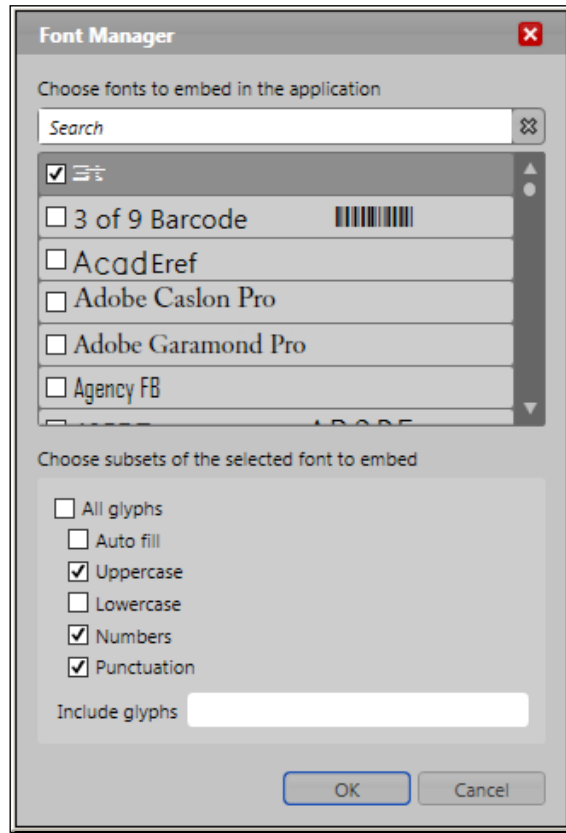 Font Manager
Choose fonts to embed in the application
Search
3 of 9 Barcode
AcadEref
Adobe Caslon Pro
Adobe Garamond Pro
Agency FB
Choose subsets of the selected font to embed
All glyphs
Auto fill
Uppercase
Lowercase
Numbers
Punctuation
Include glyphs
OK Cancel